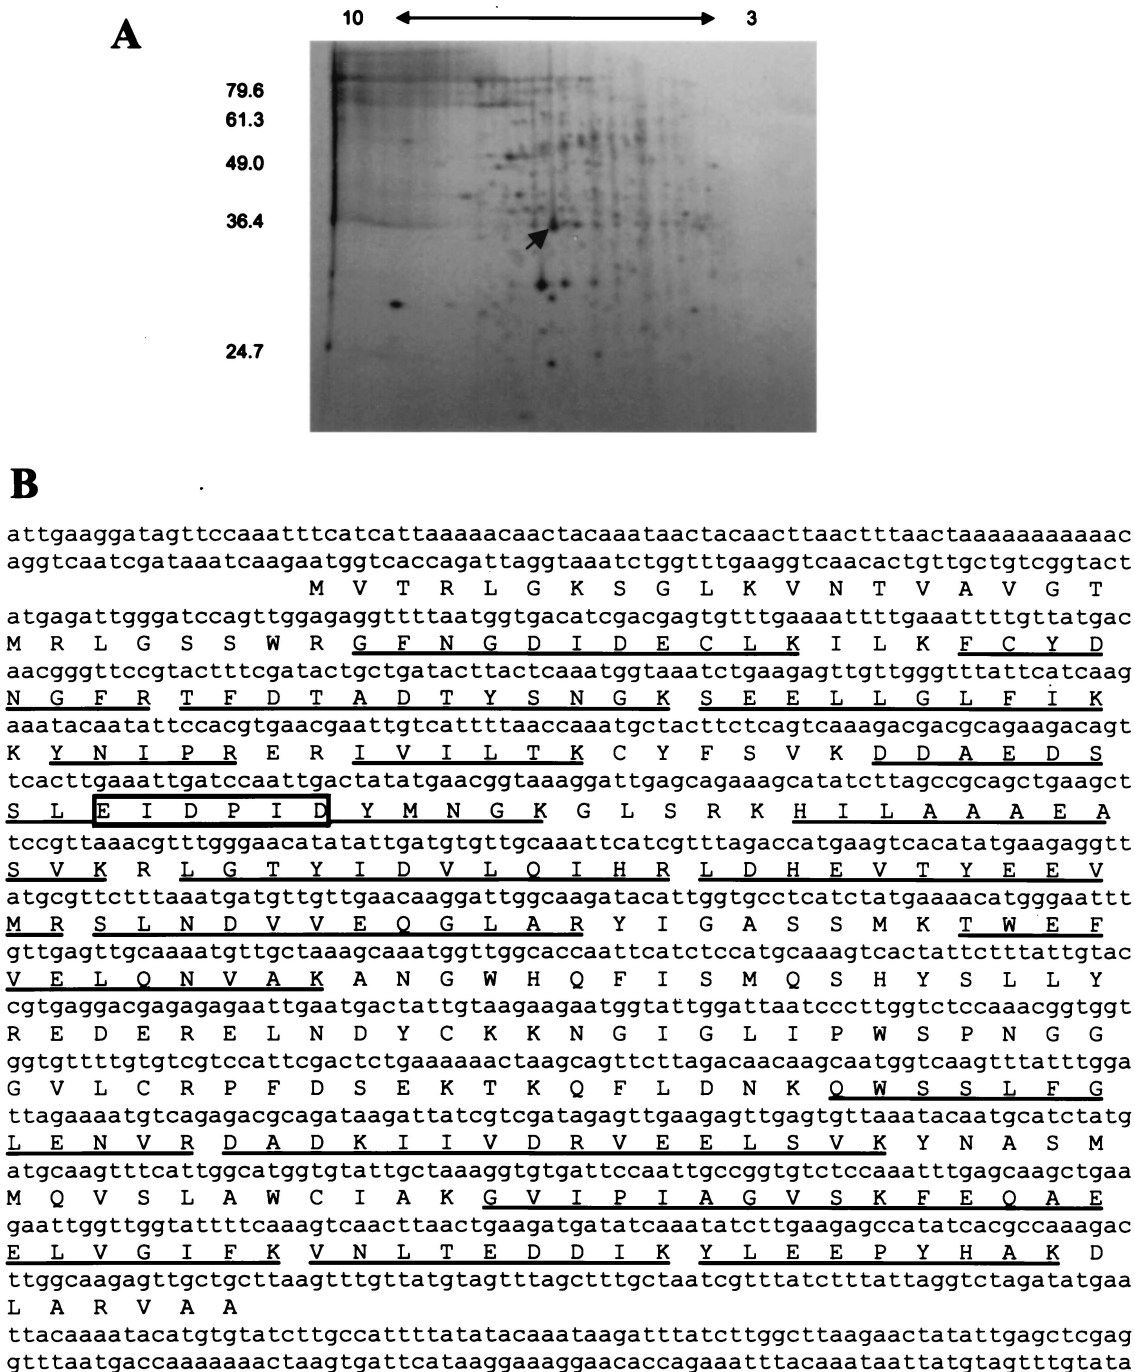 10 3
A
79.6
61.3
49.0
36.4
24.7
B
attgaaggatagttccaaatttcatcattaaaaacaactacaaataactacaacttaactttaactaaaaaaaaaaac
aggtcaatcgataaatcaagaatggtcaccagattaggtaaatctggtttgaaggtcaacactgttgctgtcggtact
M V T R L G K S G L K V N T V A V G T
atgagattgggatccagttggagaggttttaatggtgacatcgacgagtgtttgaaaattttgaaattttgttatgac
M R L G S S W R G F N G D I D E C L K I L K F C Y D
aacgggttccgtactttcgatactgctgatacttactcaaatggtaaatctgaagagttgttgggtttattcatcaag
N G F R T F D T A D T Y S N G K S E E L L G L F I K
aaatacaatattccacgtgaacgaattgtcattttaaccaaatgctacttctcagtcaaagacgacgcagaagacagt
K Y N I P R E R I V I L T K C Y F S V K D D A E D S
tcacttgaaattgatccaattgactatatgaacggtaaaggattgagcagaaagcatatcttagccgcagctgaagct
S L E I D P I D Y M N G K G L S R K H I L A A A E A
tccgttaaacgtttgggaacatatattgatgtgttgcaaattcatcgtttagaccatgaagtcacatatgaagaggtt
S V K R L G T Y I D V L Q I H R L D H E V T Y E E V
atgcgttctttaaatgatgttgttgaacaaggattggcaagatacattggtgcctcatctatgaaaacatgggaattt
M R S L N D V V E Q G L A R Y I G A S S M K T W E F
gttgagttgcaaaatgttgctaaagcaaatggttggcaccaattcatctccatgcaaagtcactattctttattgtac
V E L Q N V A K A N G W H Q F I S M Q S H Y S L L Y
cgtgaggacgagagagaattgaatgactattgtaagaagaatggtattggattaatcccttggtctccaaacggtggt
R E D E R E L N D Y C K K N G I G L I P W S P N G G
ggtgttttgtgtcgtccattcgactctgaaaaaactaagcagttcttagacaacaagcaatggtcaagtttatttgga
G V L C R P F D S E K T K Q F L D N K Q W S S L F G
ttagaaaatgtcagagacgcagataagattatcgtcgatagagttgaagagttgagtgttaaatacaatgcatctatg
L E N V R D A D K I I V D R V E E L S V K Y N A S M
atgcaagtttcattggcatggtgtattgctaaaggtgtgattccaattgccggtgtctccaaatttgagcaagctgaa
M Q V S L A W C I A K G V I P I A G V S K F E Q A E
gaattggttggtattttcaaagtcaacttaactgaagatgatatcaaatatcttgaagagccatatcacgccaaagac
E L V G I F K V N L T E D D I K Y L E E P Y H A K D
ttggcaagagttgctgcttaagtttgttatgtagtttagctttgctaatcgtttatctttattaggtctagatatgaa
L A R V A A
ttacaaaatacatgtgtatcttgccattttatatacaaataagatttatcttggcttaagaactatattgagctcgag
gtttaatgaccaaaaaaactaagtgattcataaggaaaggaacaccagaaatttacaaataattatgtagtttgtata